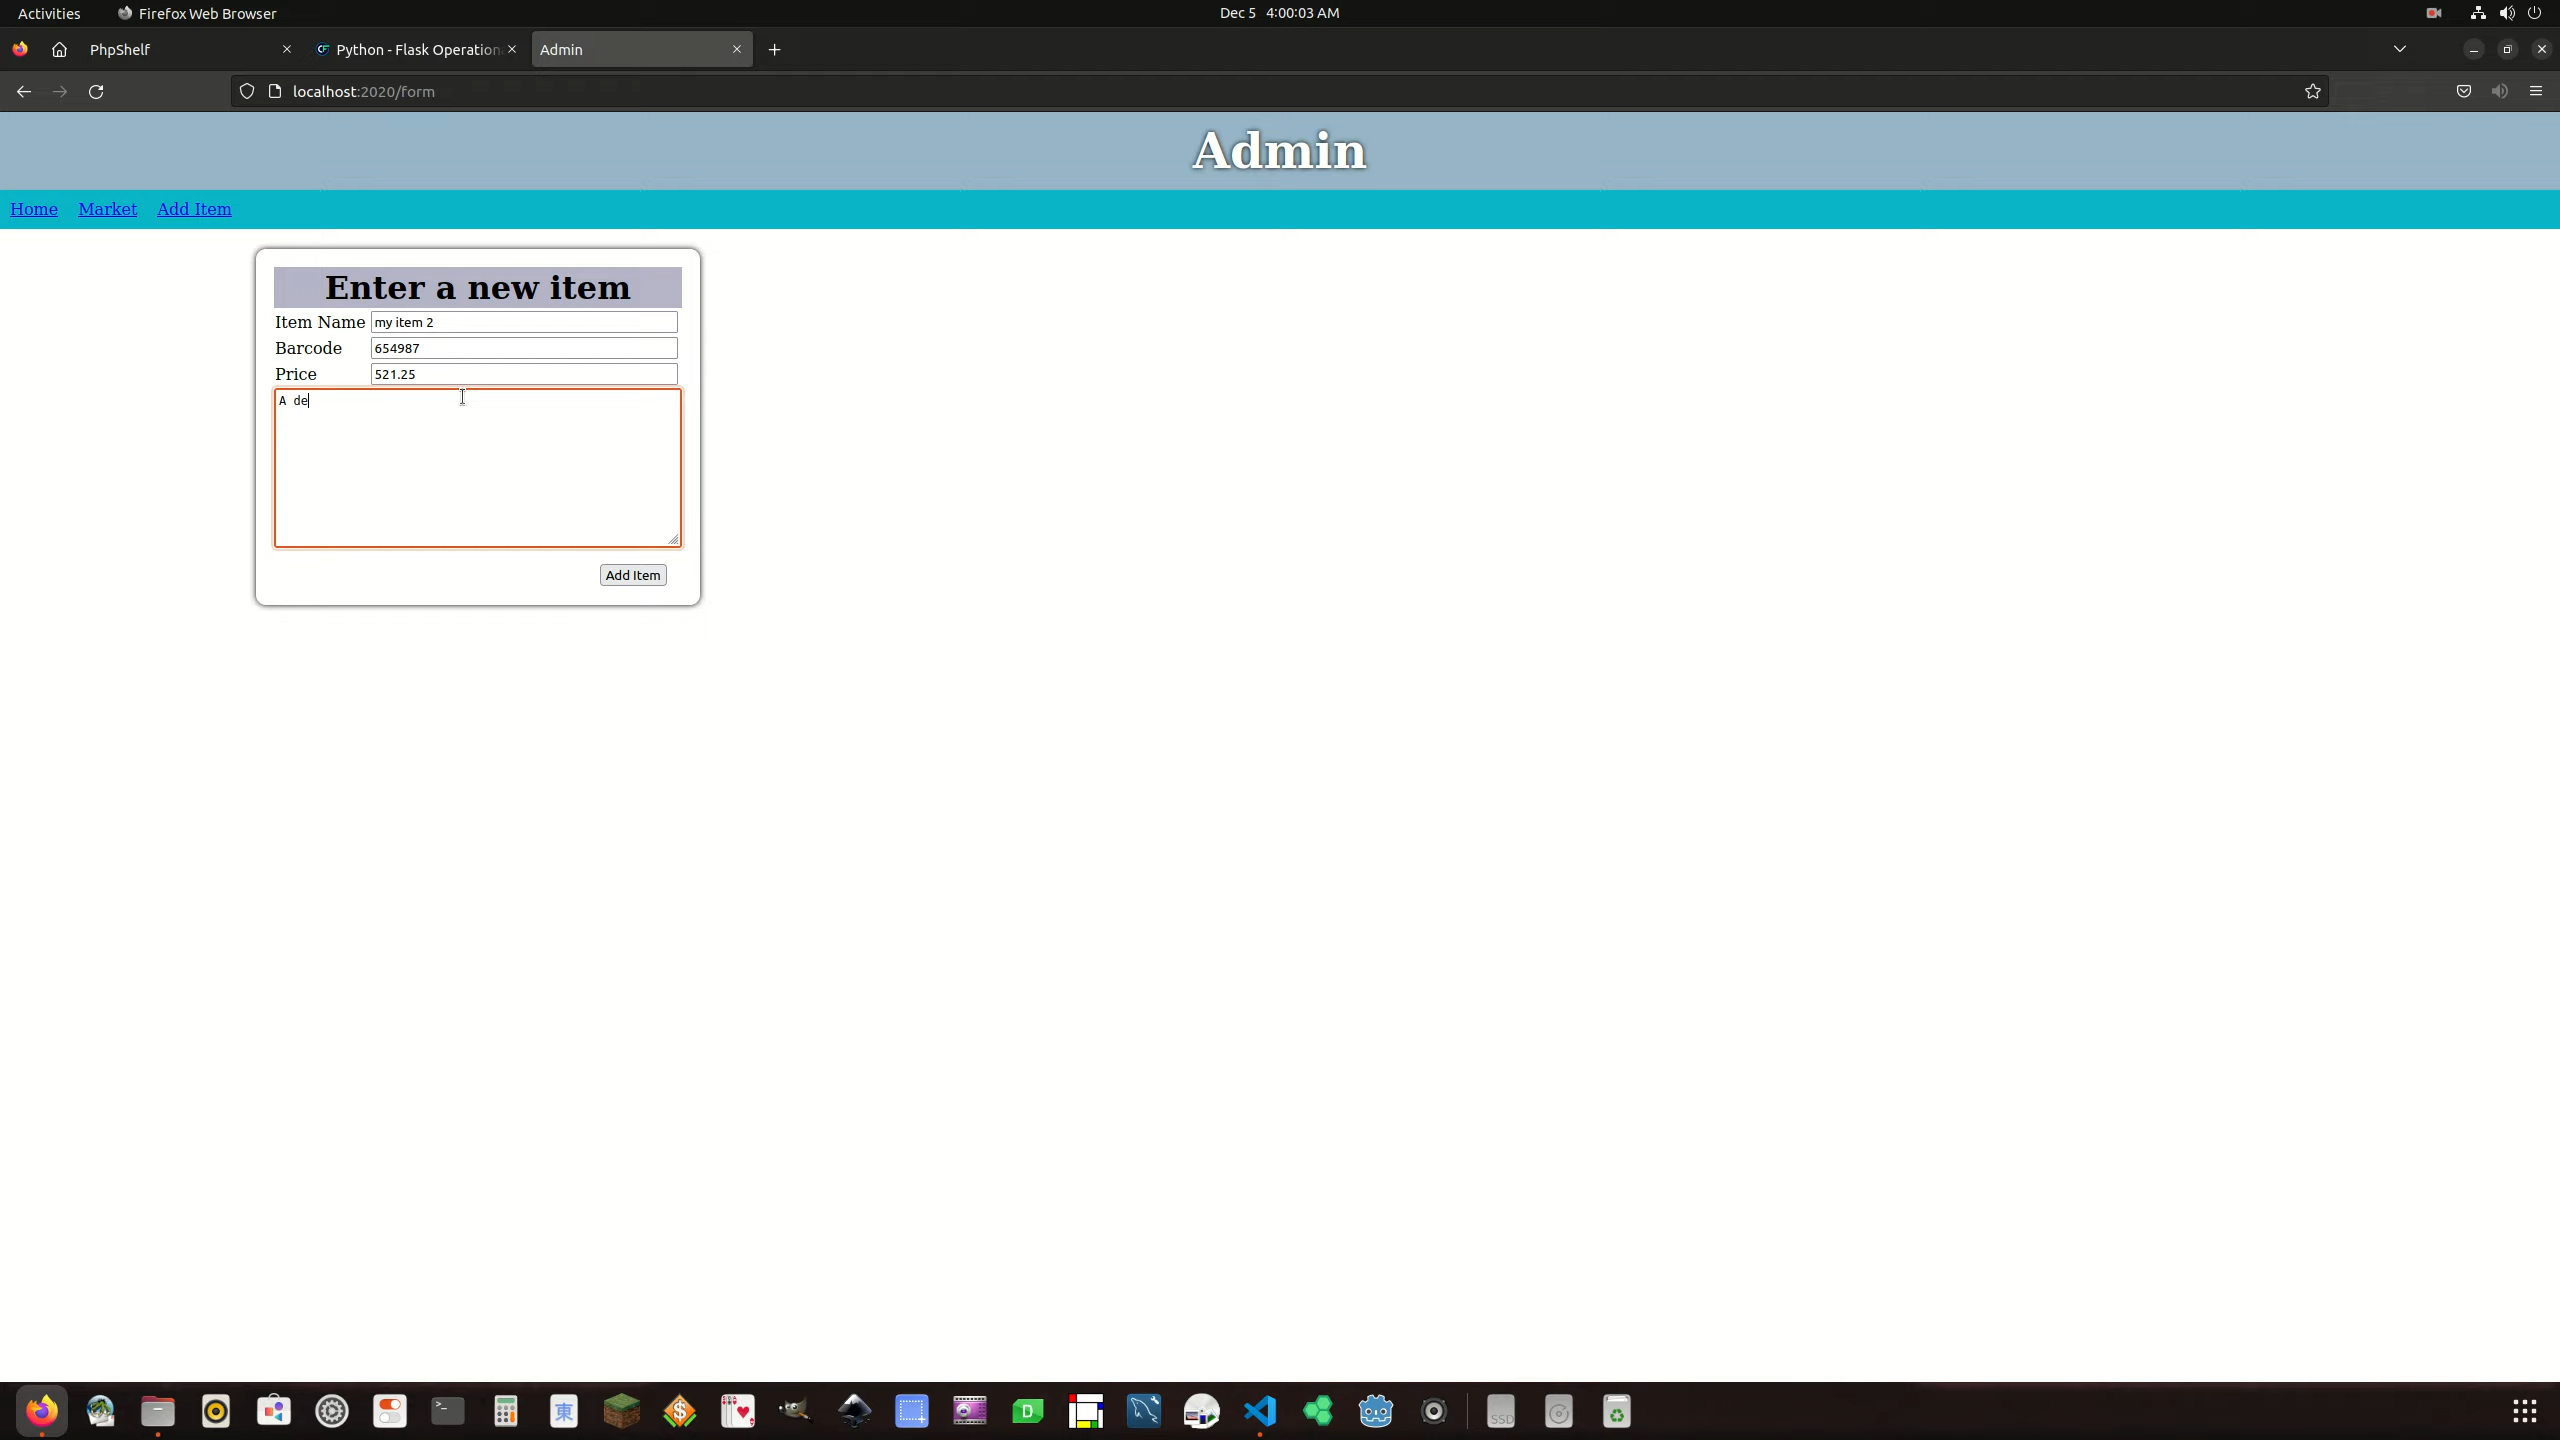 Activities Firefox Web Browser Dec 5 4:00:03 AM
PhpShelf Python - Flask Operation Admin
localhost:2020/form
Admin
Home Market Add Item
Enter a new item
Item Name my item 2
Barcode 654987
Price 521.25
A de
Add Item
SSD